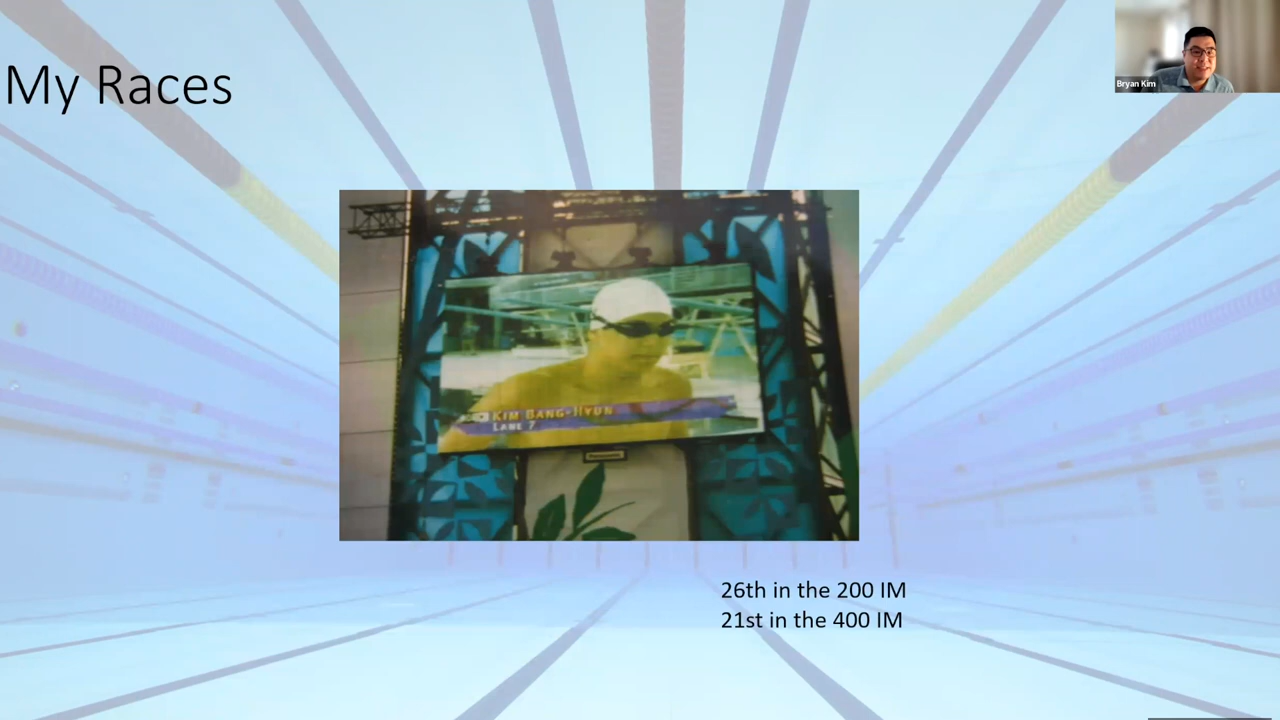 My Races
Bryan Kim
KIM BANG-HYUN
LANE 7
Panasonic
26th in the 200 IM
21st in the 400 IM